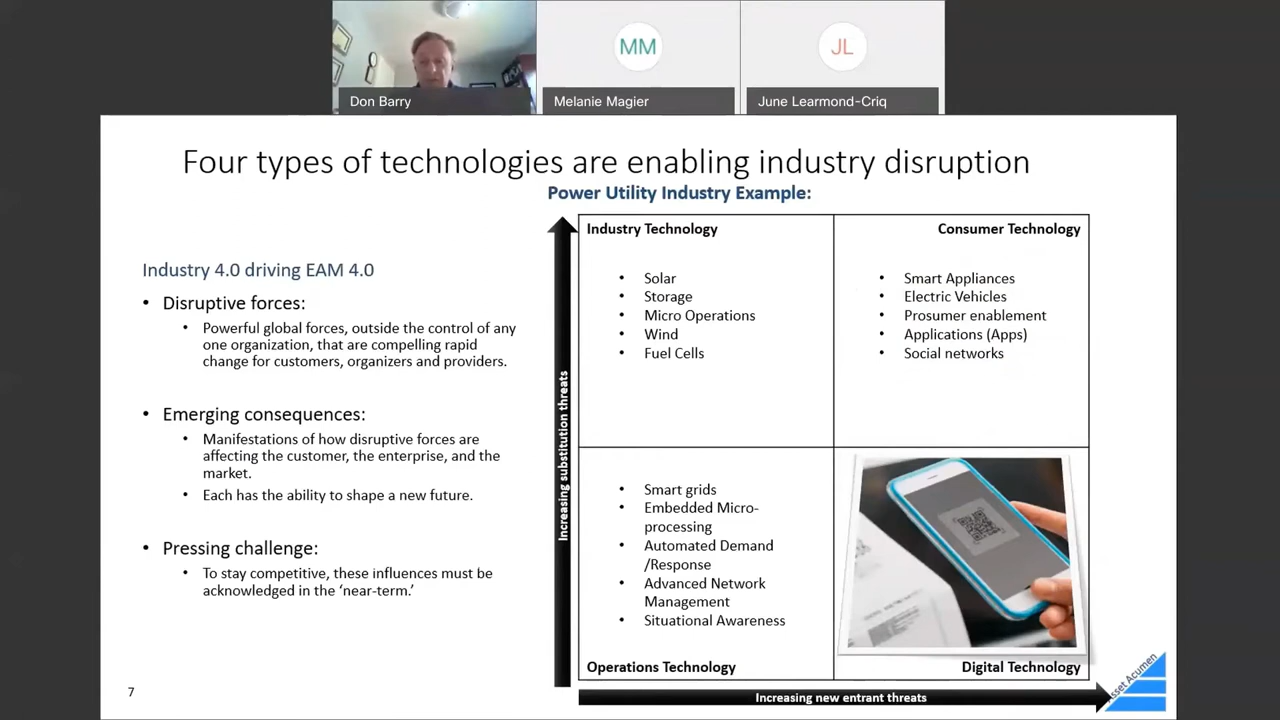 Don Barry
MM
Melanie Magier
JL
June Learmond-Criq
Four types of technologies are enabling industry disruption
Power Utility Industry Example:
Industry 4.0 driving EAM 4.0
• Disruptive forces:
• Powerful global forces, outside the control of any
one organization, that are compelling rapid
change for customers, organizers and providers.
• Emerging consequences:
• Manifestations of how disruptive forces are
affecting the customer, the enterprise, and the
market.
• Each has the ability to shape a new future.
• Pressing challenge:
• To stay competitive, these influences must be
acknowledged in the ‘near-term.’
7
Increasing substitution threats
Industry Technology
• Solar
• Storage
• Micro Operations
• Wind
• Fuel Cells
Consumer Technology
• Smart Appliances
• Electric Vehicles
• Prosumer enablement
• Applications (Apps)
• Social networks
• Smart grids
• Embedded Micro-
processing
• Automated Demand
/Response
• Advanced Network
Management
• Situational Awareness
Operations Technology
Digital Technology
Increasing new entrant threats
Asset Acumen